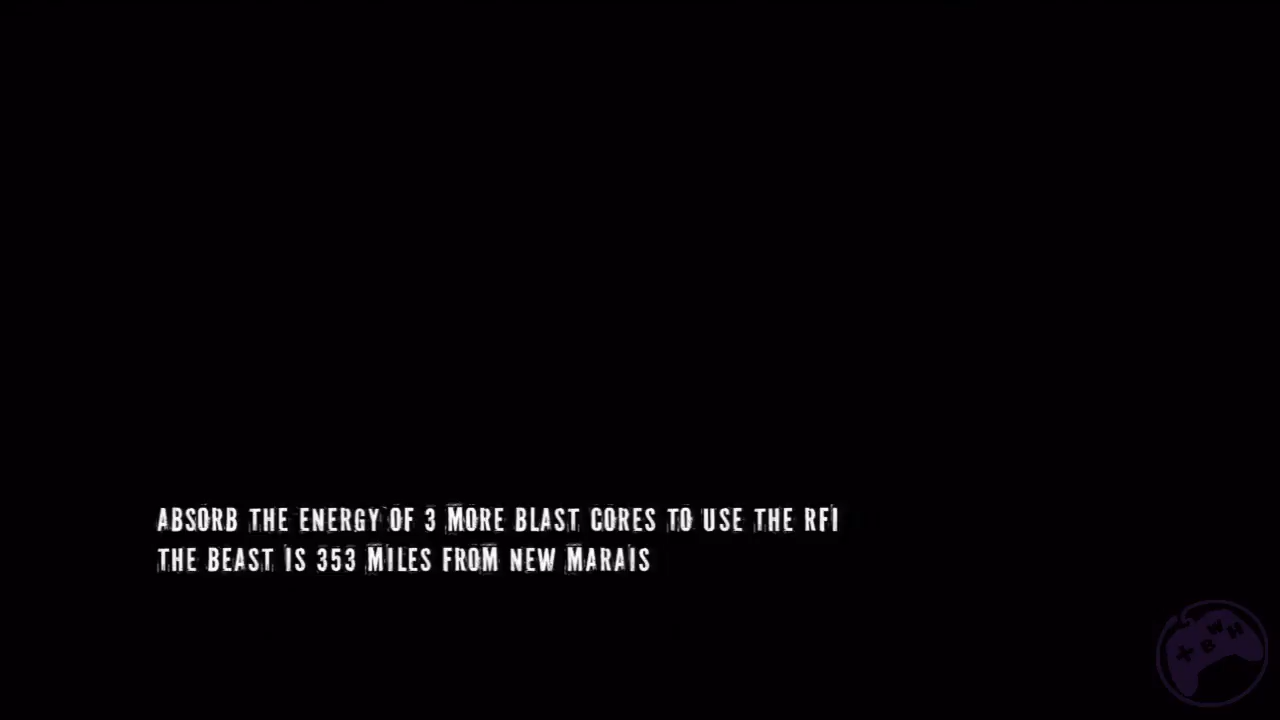 ABSORB THE ENERGY OF 3 MORE BLAST CORES TO USE THE RFI
THE BEAST IS 353 MILES FROM NEW MARAIS
BWH